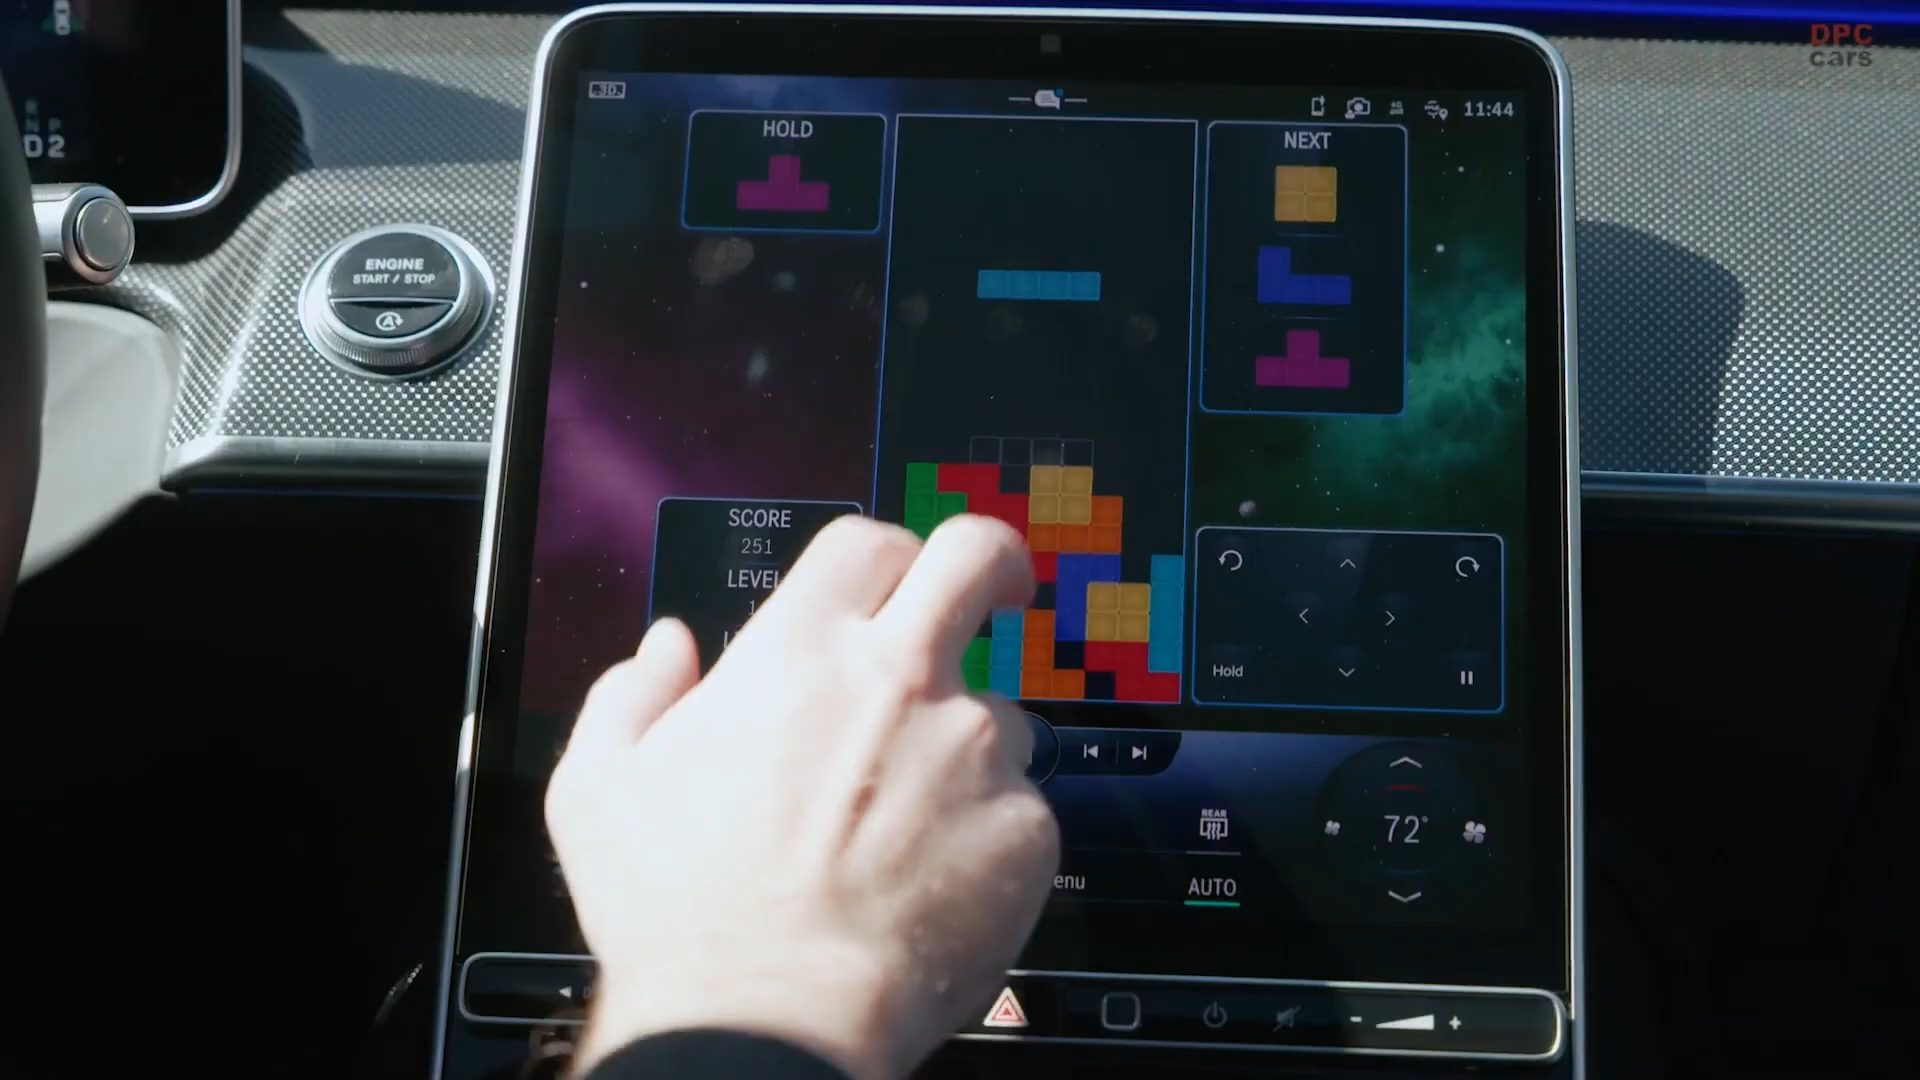 DPC
cars
3D
11:44
HOLD
NEXT
D2
ENGINE
START / STOP
A
SCORE
251
LEVEL
1
Hold
REAR
72°
enu
AUTO